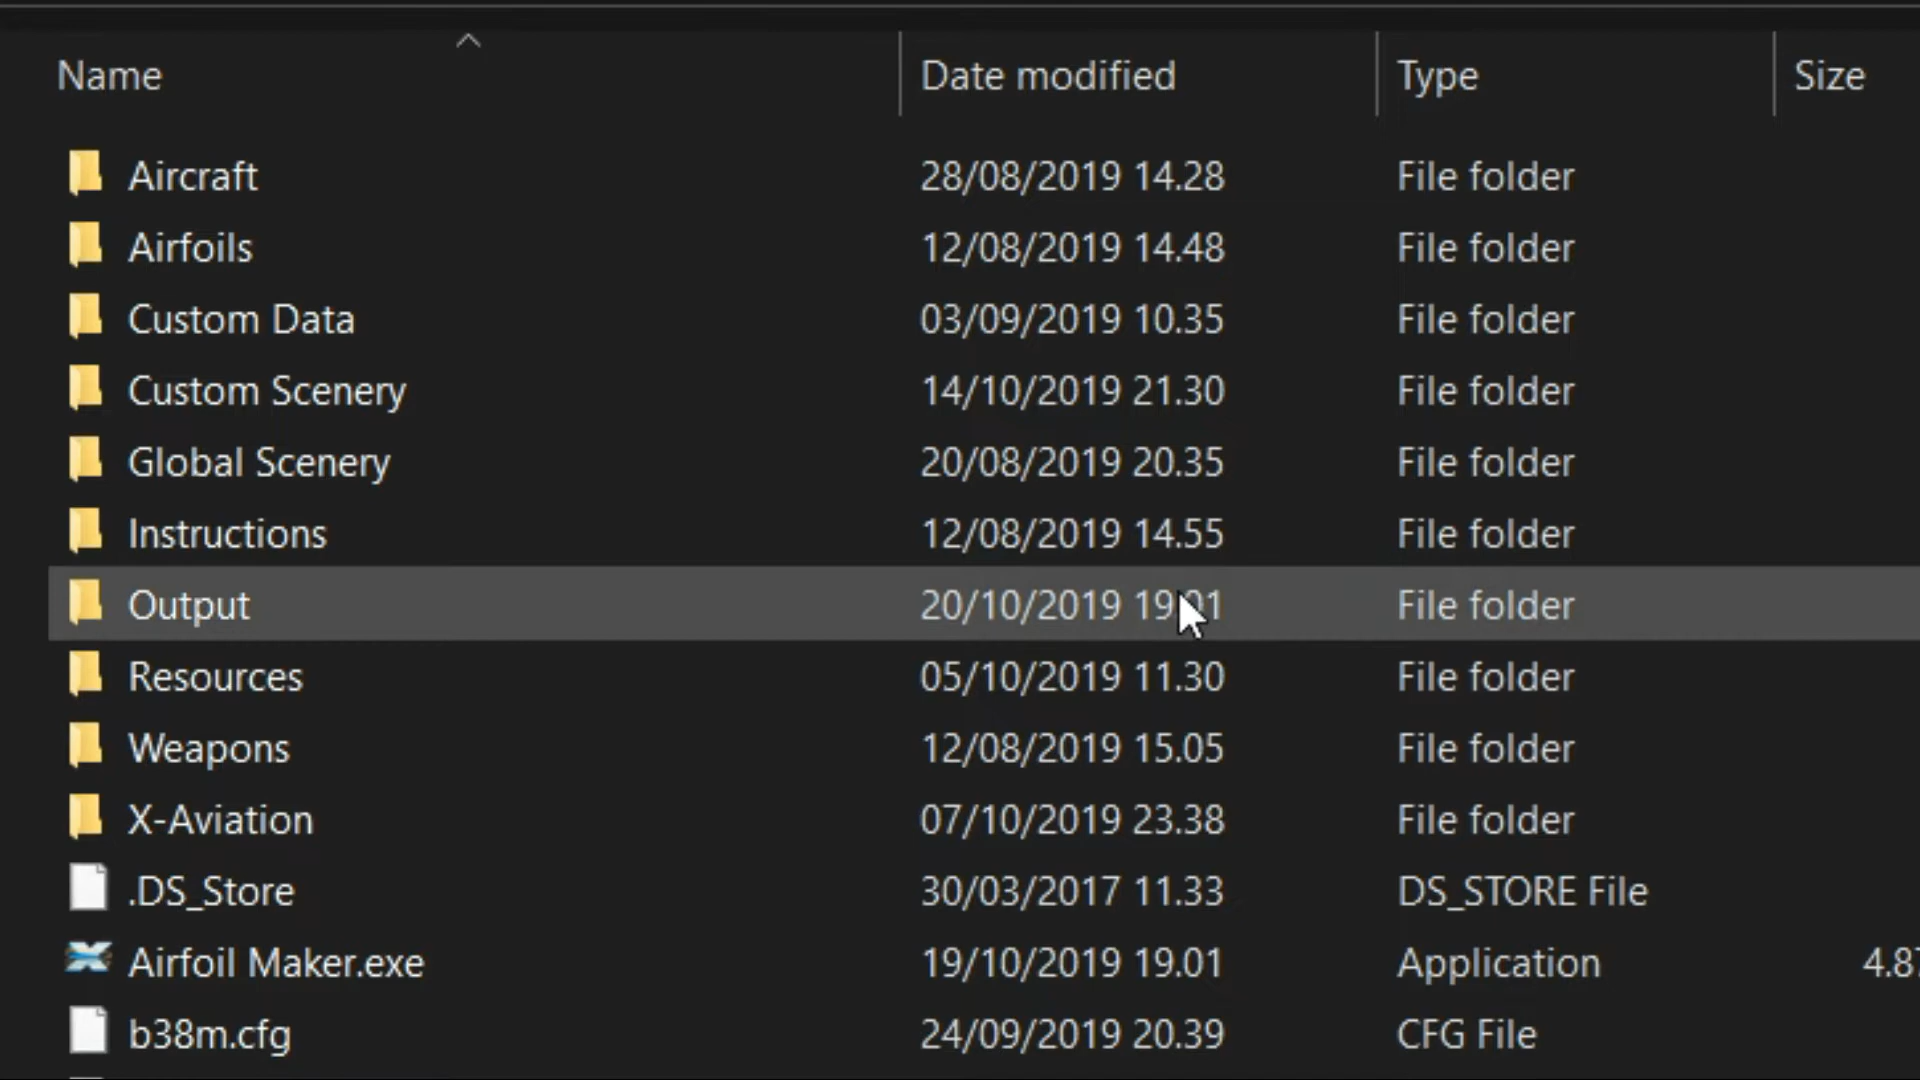 Name Date modified Type Size
Aircraft 28/08/2019 14.28 File folder
Airfoils 12/08/2019 14.48 File folder
Custom Data 03/09/2019 10.35 File folder
Custom Scenery 14/10/2019 21.30 File folder
Global Scenery 20/08/2019 20.35 File folder
Instructions 12/08/2019 14.55 File folder
Output 20/10/2019 19.01 File folder
Resources 05/10/2019 11.30 File folder
Weapons 12/08/2019 15.05 File folder
X-Aviation 07/10/2019 23.38 File folder
.DS_Store 30/03/2017 11.33 DS_STORE File
Airfoil Maker.exe 19/10/2019 19.01 Application 4.87
b38m.cfg 24/09/2019 20.39 CFG File